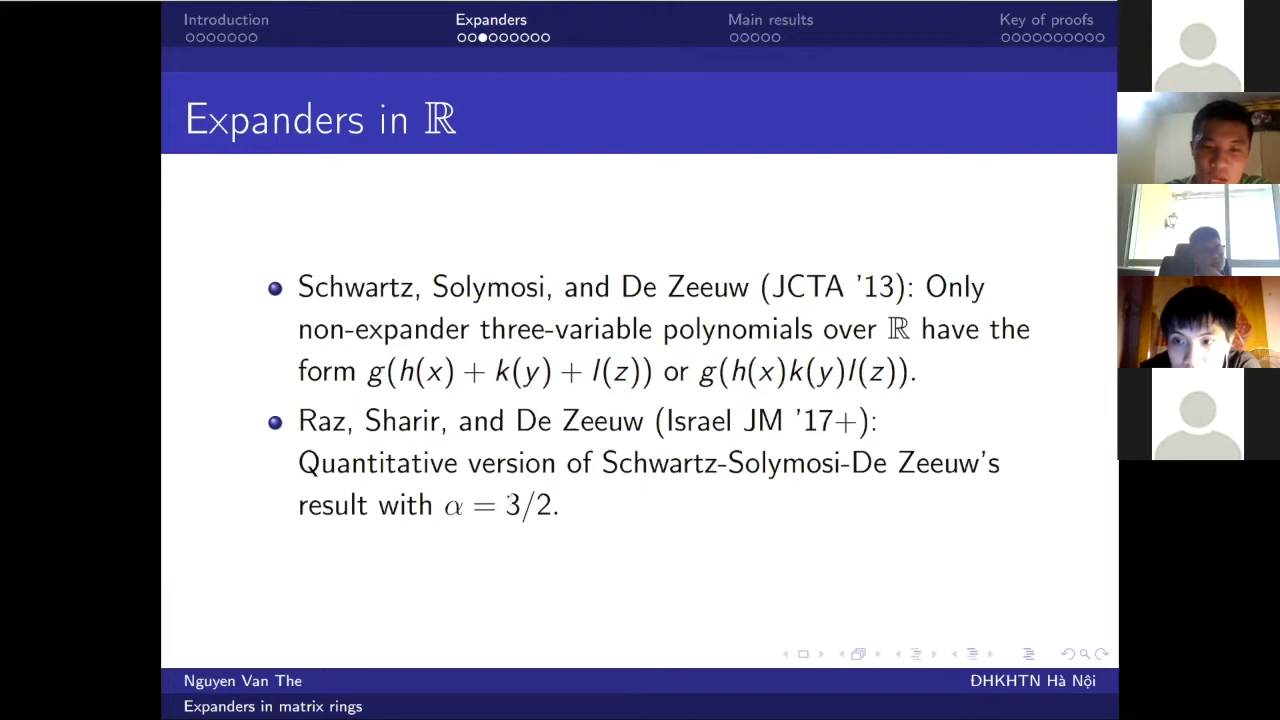 Introduction Expanders Main results Key of proofs
Expanders in ℝ
Schwartz, Solymosi, and De Zeeuw (JCTA '13): Only
non-expander three-variable polynomials over ℝ have the
form g(h(x) + k(y) + l(z)) or g(h(x)k(y)l(z)).
Raz, Sharir, and De Zeeuw (Israel JM '17+):
Quantitative version of Schwartz-Solymosi-De Zeeuw's
result with α = 3/2.
Nguyen Van The ĐHKHTN Hà Nội
Expanders in matrix rings